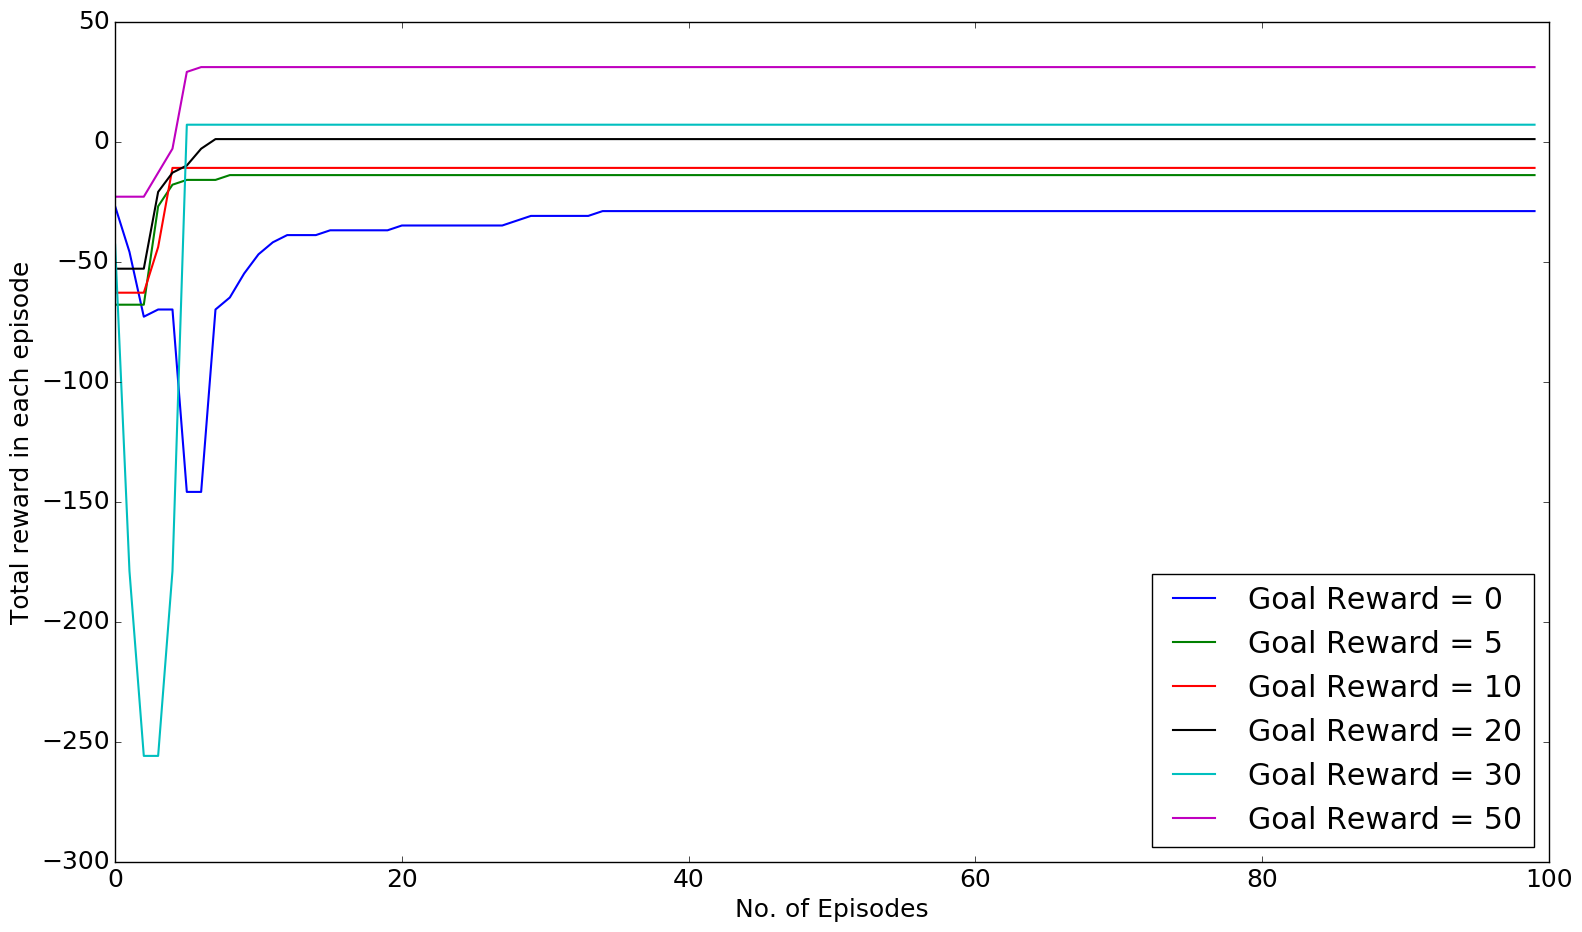 50
0
−50
−100
−150
−200
−250
−300
Total reward in each episode
0 20 40 60 80 100
No. of Episodes
Goal Reward = 0
Goal Reward = 5
Goal Reward = 10
Goal Reward = 20
Goal Reward = 30
Goal Reward = 50